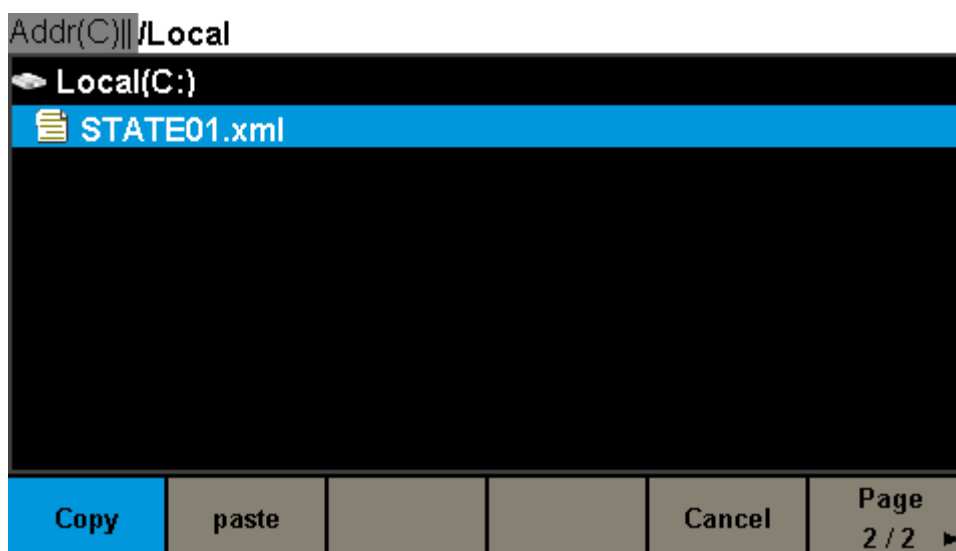 Addr(C)|| /Local
Local(C:)
STATE01.xml
Copy
paste
Cancel
Page
2 / 2